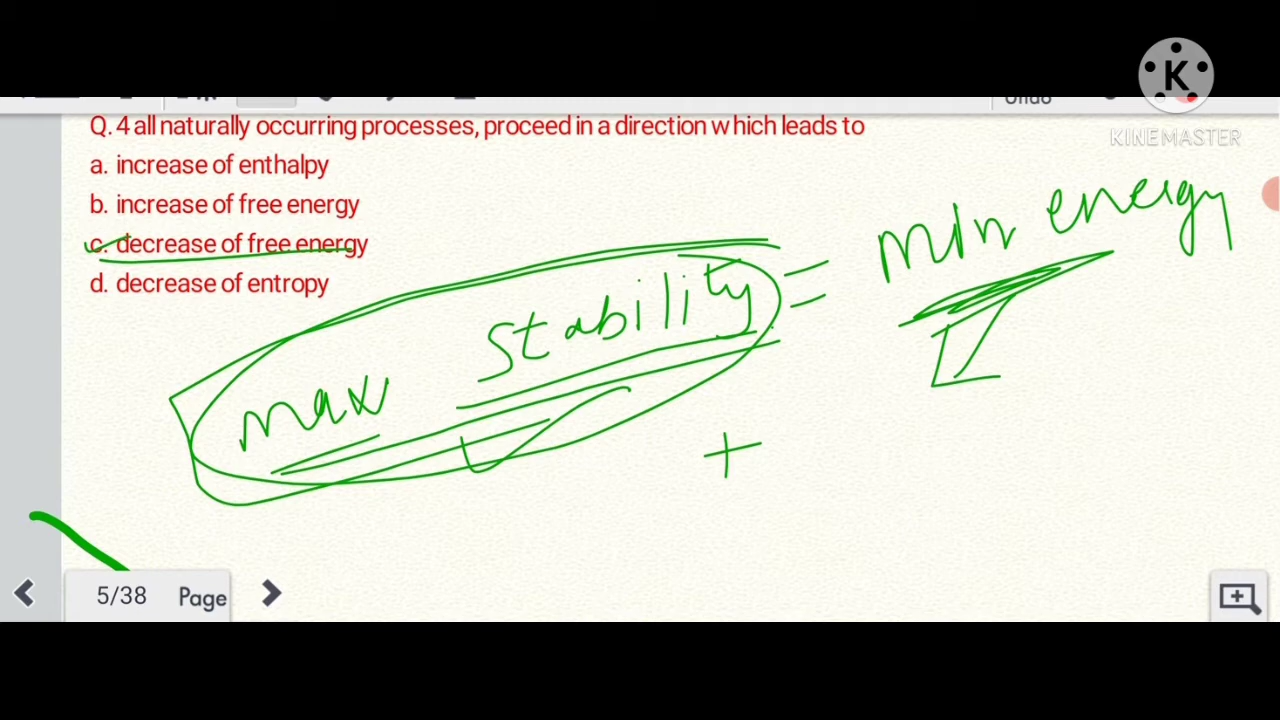 K
KINEMASTER
Undo
Q. 4 all naturally occurring processes, proceed in a direction which leads to
a. increase of enthalpy
b. increase of free energy
c. decrease of free energy
d. decrease of entropy
max stability = min energy
+
5/38 Page